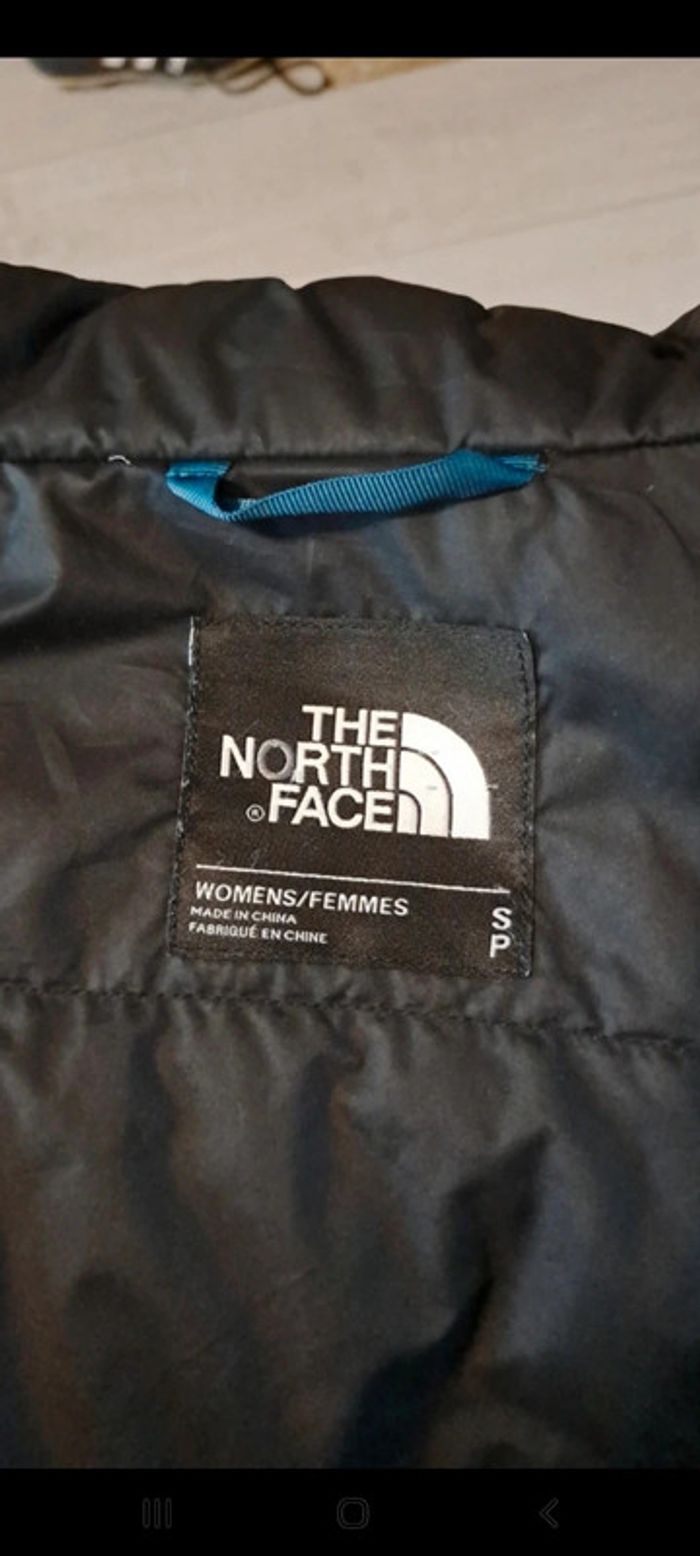 THE
NORTH
® FACE
WOMENS/FEMMES
MADE IN CHINA
FABRIQUÉ EN CHINE
S
P